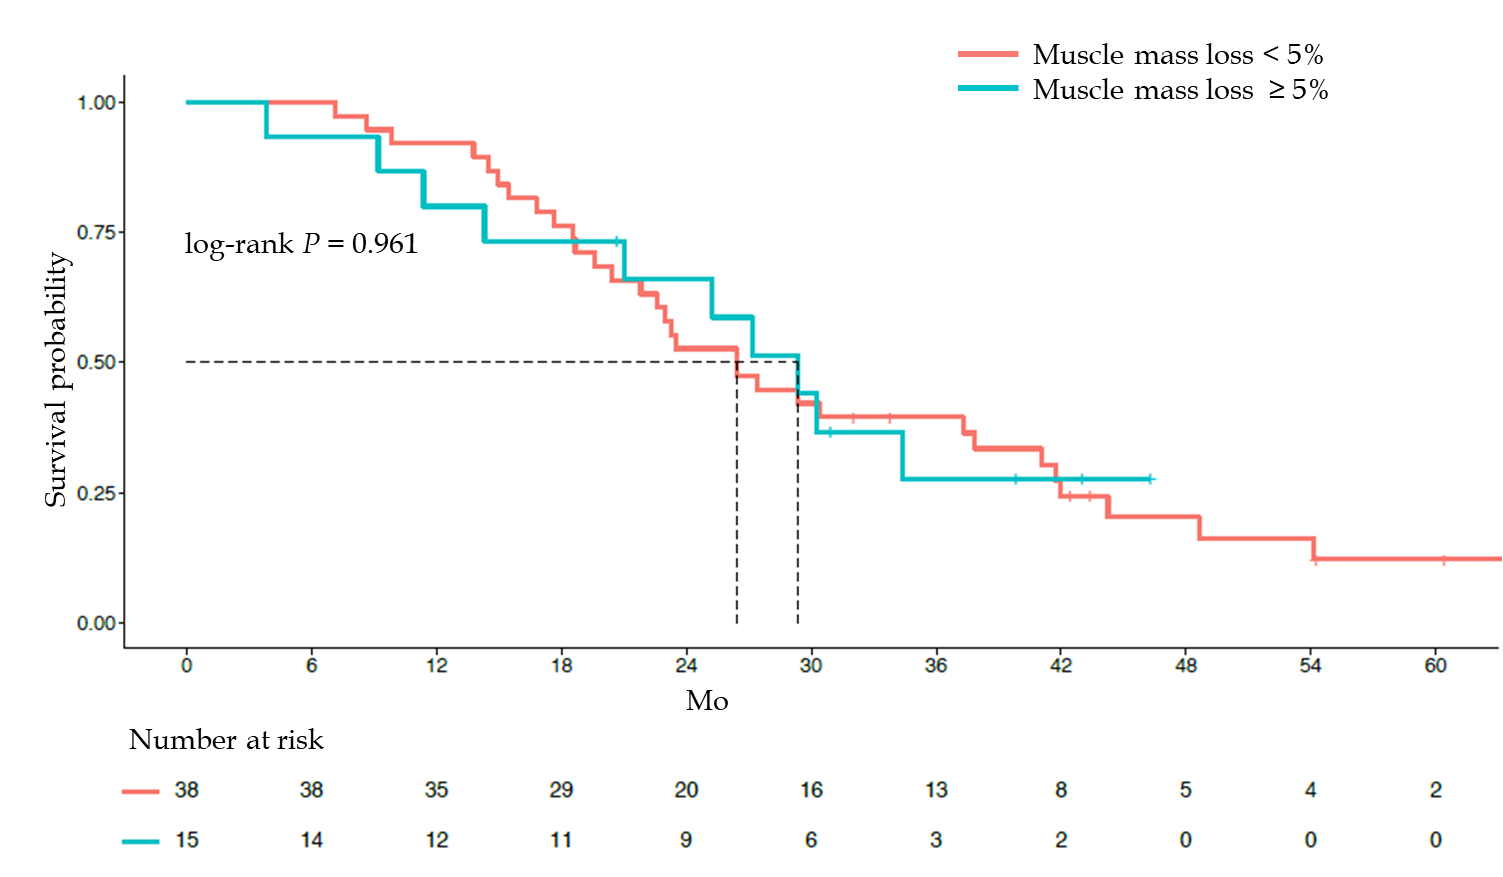 Muscle mass loss < 5%
Muscle mass loss ≥ 5%
1.00
0.75
log-rank P = 0.961
Survival probability
0.50
0.25
0.00
0 6 12 18 24 30 36 42 48 54 60
Mo
Number at risk
38 38 35 29 20 16 13 8 5 4 2
15 14 12 11 9 6 3 2 0 0 0